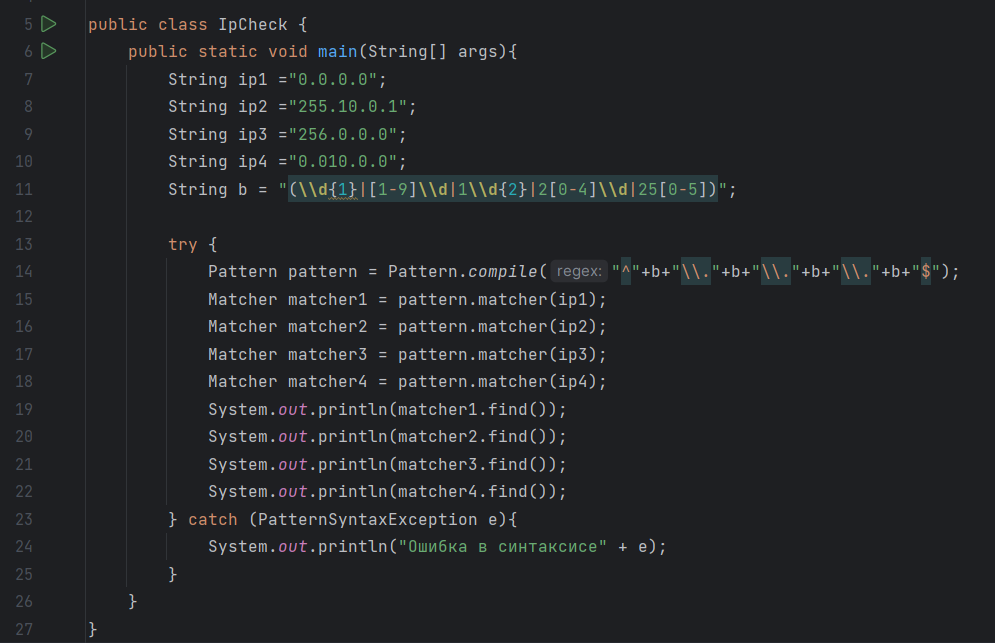 5 public class IpCheck {
6 public static void main(String[] args){
7 String ip1 ="0.0.0.0";
8 String ip2 ="255.10.0.1";
9 String ip3 ="256.0.0.0";
10 String ip4 ="0.010.0.0";
11 String b = "(\\d{1}|[1-9]\\d|1\\d{2}|2[0-4]\\d|25[0-5])";
12
13 try {
14 Pattern pattern = Pattern.compile( regex: "^"+b+"\\."+b+"\\."+b+"\\."+b+"$");
15 Matcher matcher1 = pattern.matcher(ip1);
16 Matcher matcher2 = pattern.matcher(ip2);
17 Matcher matcher3 = pattern.matcher(ip3);
18 Matcher matcher4 = pattern.matcher(ip4);
19 System.out.println(matcher1.find());
20 System.out.println(matcher2.find());
21 System.out.println(matcher3.find());
22 System.out.println(matcher4.find());
23 } catch (PatternSyntaxException e){
24 System.out.println("Ошибка в синтаксисе" + e);
25 }
26 }
27 }